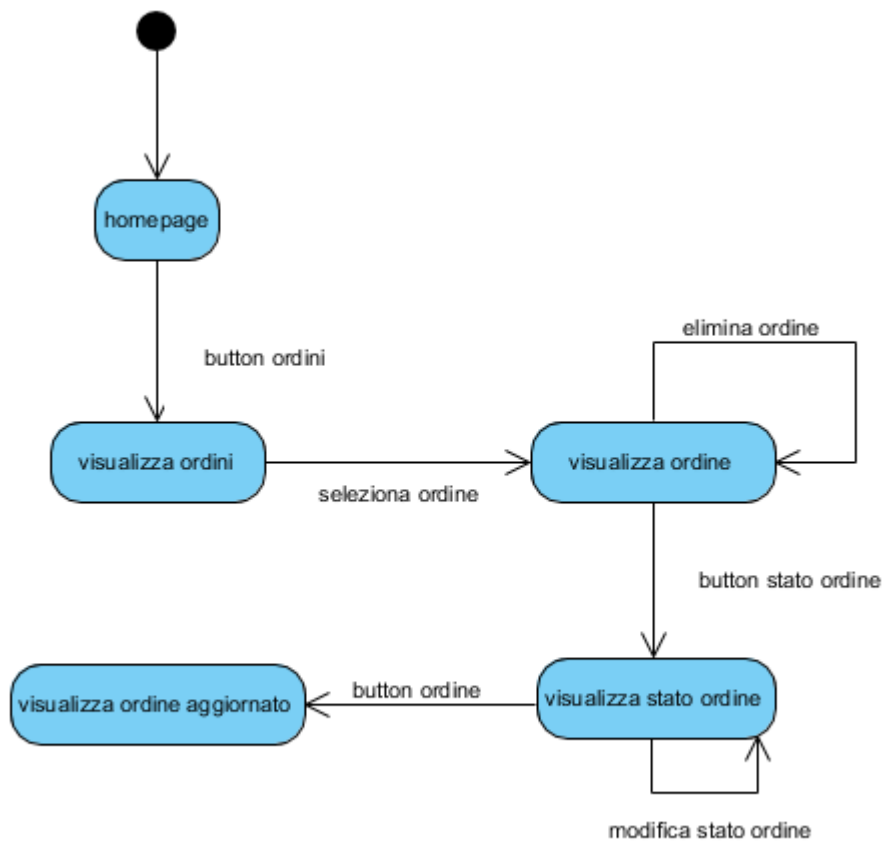 homepage
button ordini
elimina ordine
visualizza ordini
seleziona ordine
visualizza ordine
button stato ordine
visualizza stato ordine
button ordine
visualizza ordine aggiornato
modifica stato ordine